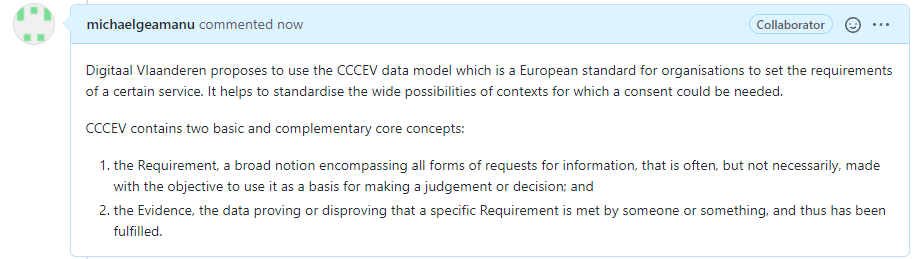 michaelgeamanu commented now
Collaborator
Digitaal Vlaanderen proposes to use the CCCEV data model which is a European standard for organisations to set the requirements
of a certain service. It helps to standardise the wide possibilities of contexts for which a consent could be needed.
CCCEV contains two basic and complementary core concepts:
1. the Requirement, a broad notion encompassing all forms of requests for information, that is often, but not necessarily, made
with the objective to use it as a basis for making a judgement or decision; and
2. the Evidence, the data proving or disproving that a specific Requirement is met by someone or something, and thus has been
fulfilled.